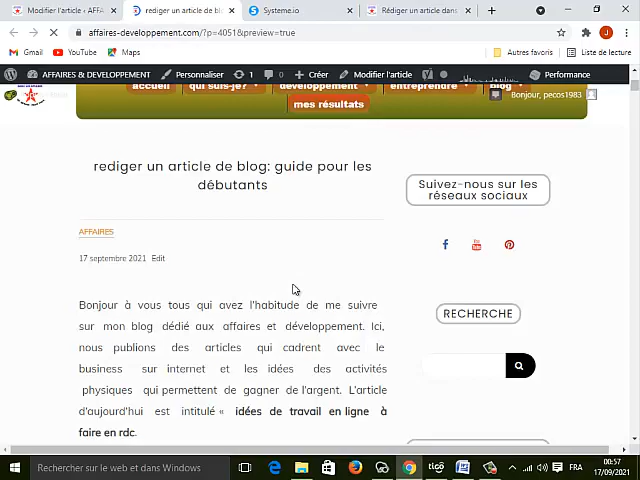 Modifier l'article ‹ AFFA
rediger un article de blo
Systeme.io
Rédiger un article dans
affaires-developpement.com/?p=4051&preview=true
Gmail
YouTube
Maps
Autres favoris
Liste de lecture
AFFAIRES & DEVELOPPEMENT
Personnaliser
1
Créer
Modifier l'article
Performance
Bonjour, pecos1983
accueil
qui suis-je?
développement
entreprendre
blog
mes résultats
rediger un article de blog: guide pour les
débutants
AFFAIRES
17 septembre 2021 Edit
Bonjour à vous tous qui avez l'habitude de me suivre
sur mon blog dédié aux affaires et développement. Ici,
nous publions des articles qui cadrent avec le
business sur internet et les idées des activités
physiques qui permettent de gagner de l'argent. L'article
d'aujourd'hui est intitulé « idées de travail en ligne à
faire en rdc.
Suivez-nous sur les
réseaux sociaux
RECHERCHE
Rechercher sur le web et dans Windows
tigo
FRA
00:57
17/09/2021